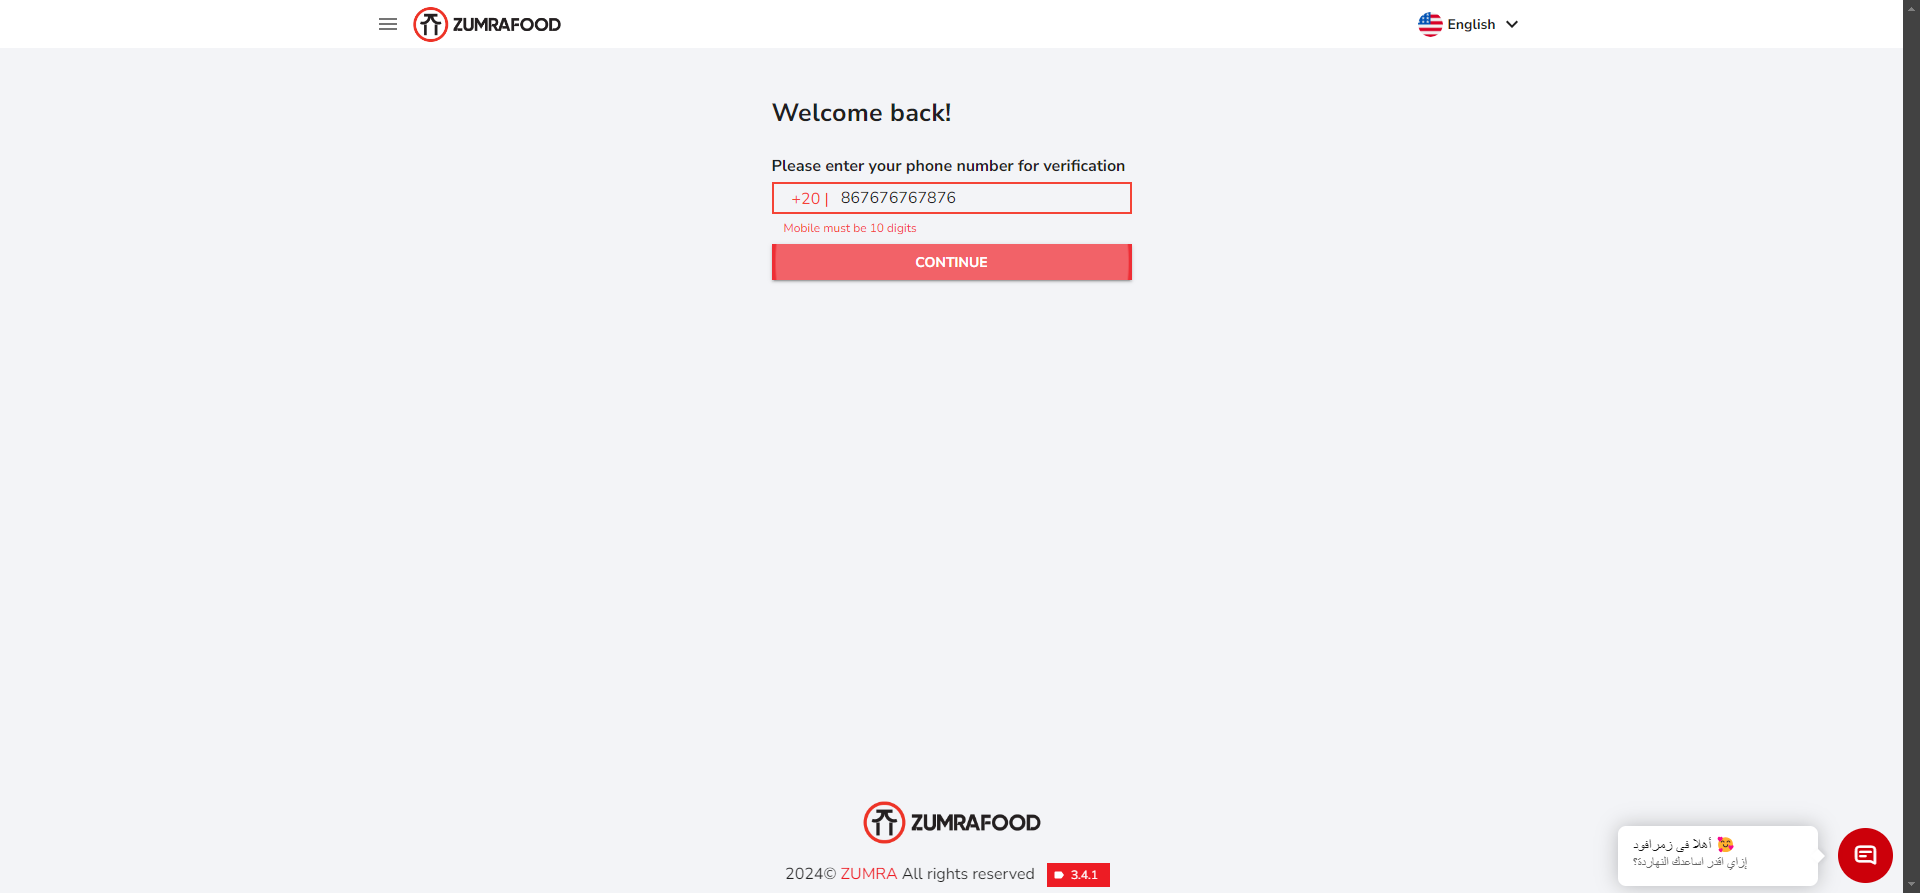 ZUMRAFOOD
English
Welcome back!
Please enter your phone number for verification
+20 | 867676767876
Mobile must be 10 digits
CONTINUE
ZUMRAFOOD
2024© ZUMRA All rights reserved 3.4.1
أهلا فى زمرافود 🥰
إزاي اقدر اساعدك النهاردة؟